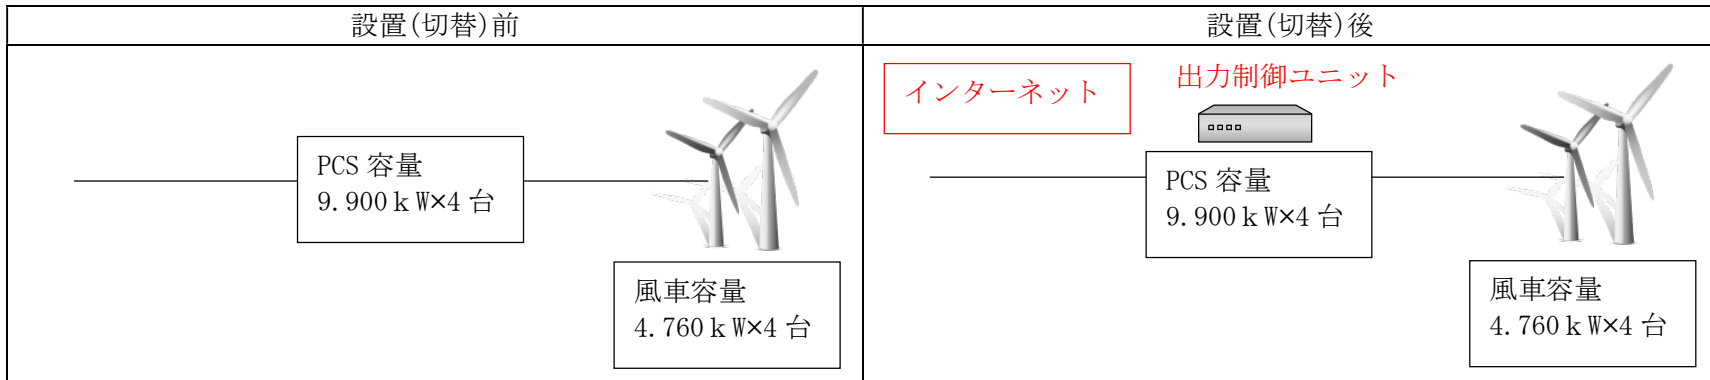 設置(切替)前
設置(切替)後
PCS 容量
9.900ｋW×4 台
風車容量
4.760ｋW×4 台
インターネット
出力制御ユニット
PCS 容量
9.900ｋW×4 台
風車容量
4.760ｋW×4 台